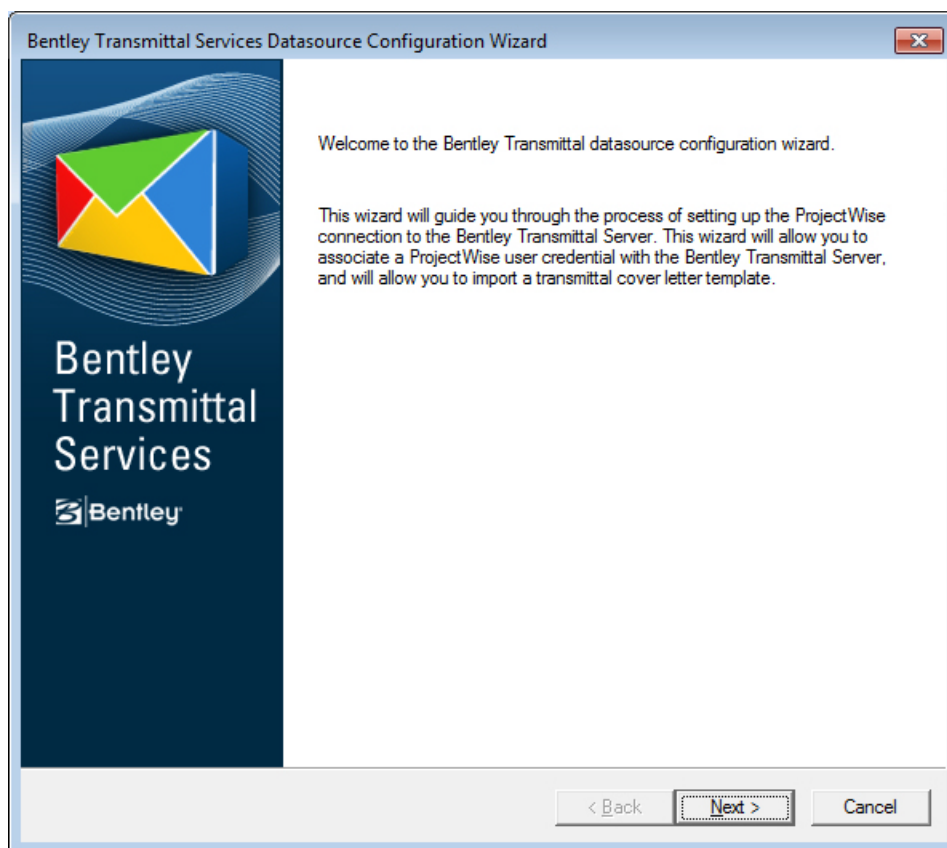 Bentley Transmittal Services Datasource Configuration Wizard
Welcome to the Bentley Transmittal datasource configuration wizard.
This wizard will guide you through the process of setting up the ProjectWise
connection to the Bentley Transmittal Server. This wizard will allow you to
associate a ProjectWise user credential with the Bentley Transmittal Server,
and will allow you to import a transmittal cover letter template.
Bentley
Transmittal
Services
Bentley
< Back
Next >
Cancel